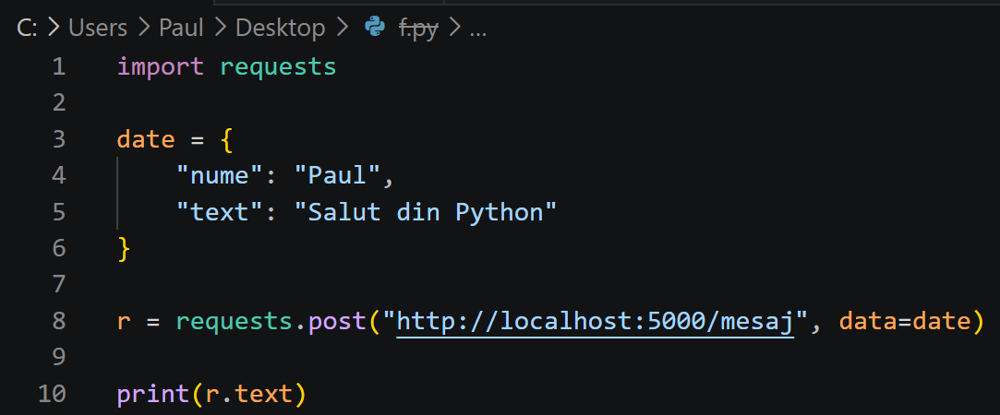 C: > Users > Paul > Desktop > f.py > ...
1 import requests
2
3 date = {
4     "nume": "Paul",
5     "text": "Salut din Python"
6 }
7
8 r = requests.post("http://localhost:5000/mesaj", data=date)
9
10 print(r.text)